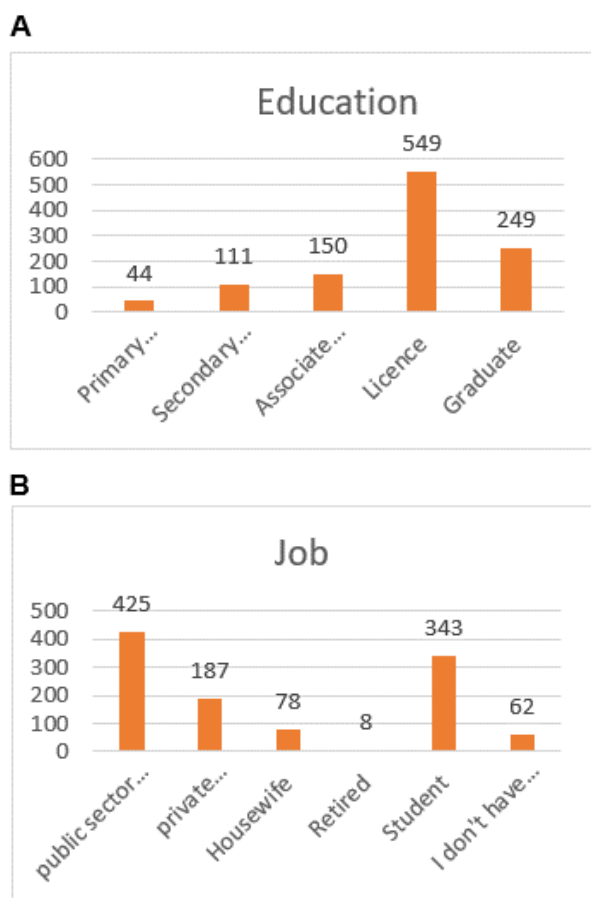 A
Education
549
600
500
400
300
200
100
0
44
111
150
249
Primary...
Secondary...
Associate...
Licence
Graduate
B
Job
500
400
300
200
100
0
425
187
78
8
343
62
public sector...
private...
Housewife
Retired
Student
I don't have...